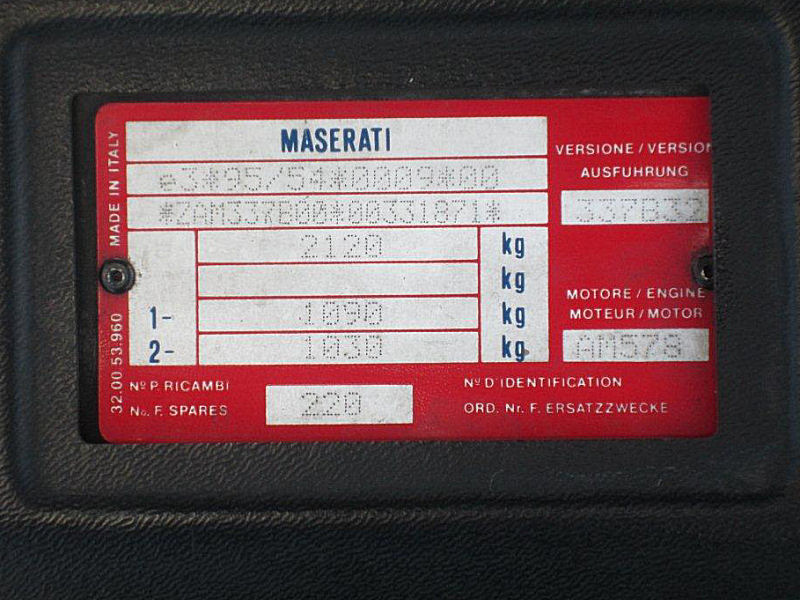 MASERATI
e3*95/54*0009*00
*ZAM337B00*00331871*
2120 kg
kg
1- 1090 kg
2- 1030 kg
MADE IN ITALY
32.00 53.960
VERSIONE / VERSION
AUSFUHRUNG
337B30
MOTORE / ENGINE
MOTEUR / MOTOR
AM578
Nº P. RICAMBI
No. F. SPARES
220
Nº D'IDENTIFICATION
ORD. Nr. F. ERSATZZWECKE